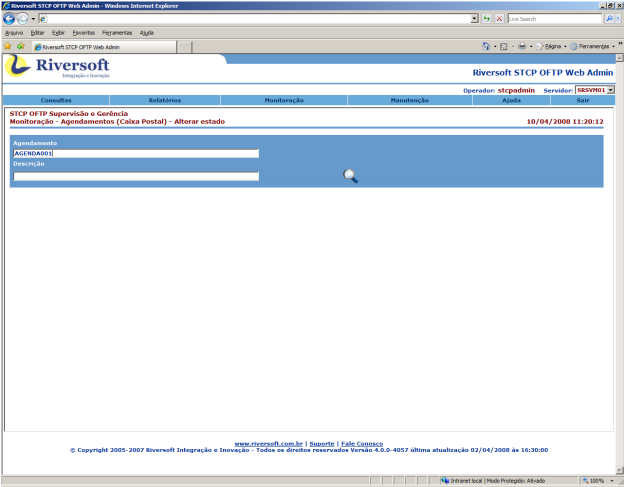 Riversoft STCP OFTP Web Admin - Windows Internet Explorer
Live Search
Arquivo Editar Exibir Favoritos Ferramentas Ajuda
Riversoft STCP OFTP Web Admin
Página Ferramentas
Riversoft
Integração e Inovação
Riversoft STCP OFTP Web Admin
Operador: stcpadmin Servidor: SRSVM01
Consultas Relatórios Monitoração Manutenção Ajuda Sair
STCP OFTP Supervisão e Gerência
Monitoração - Agendamentos (Caixa Postal) - Alterar estado 10/04/2008 11:20:12
Agendamento
AGENDA001
Descrição
www.riversoft.com.br | Suporte | Fale Conosco
© Copyright 2005-2007 Riversoft Integração e Inovação - Todos os direitos reservados Versão 4.0.0-4057 última atualização 02/04/2008 às 16:30:00
Intranet local | Modo Protegido: Ativado 100%